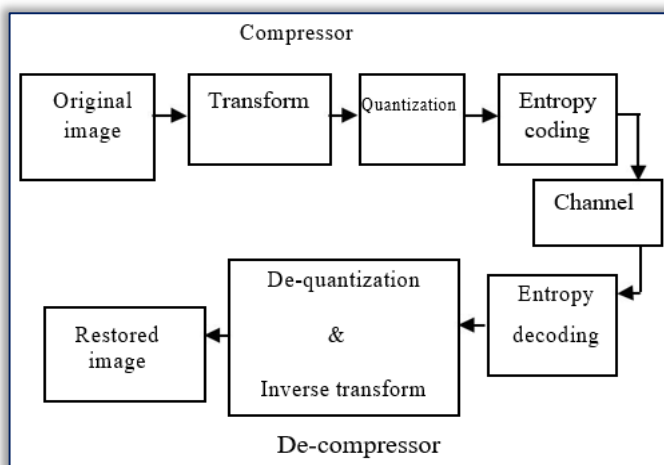 Compressor
Original
image
Transform
Quantization
Entropy
coding
Channel
Entropy
decoding
De-quantization
&
Inverse transform
Restored
image
De-compressor